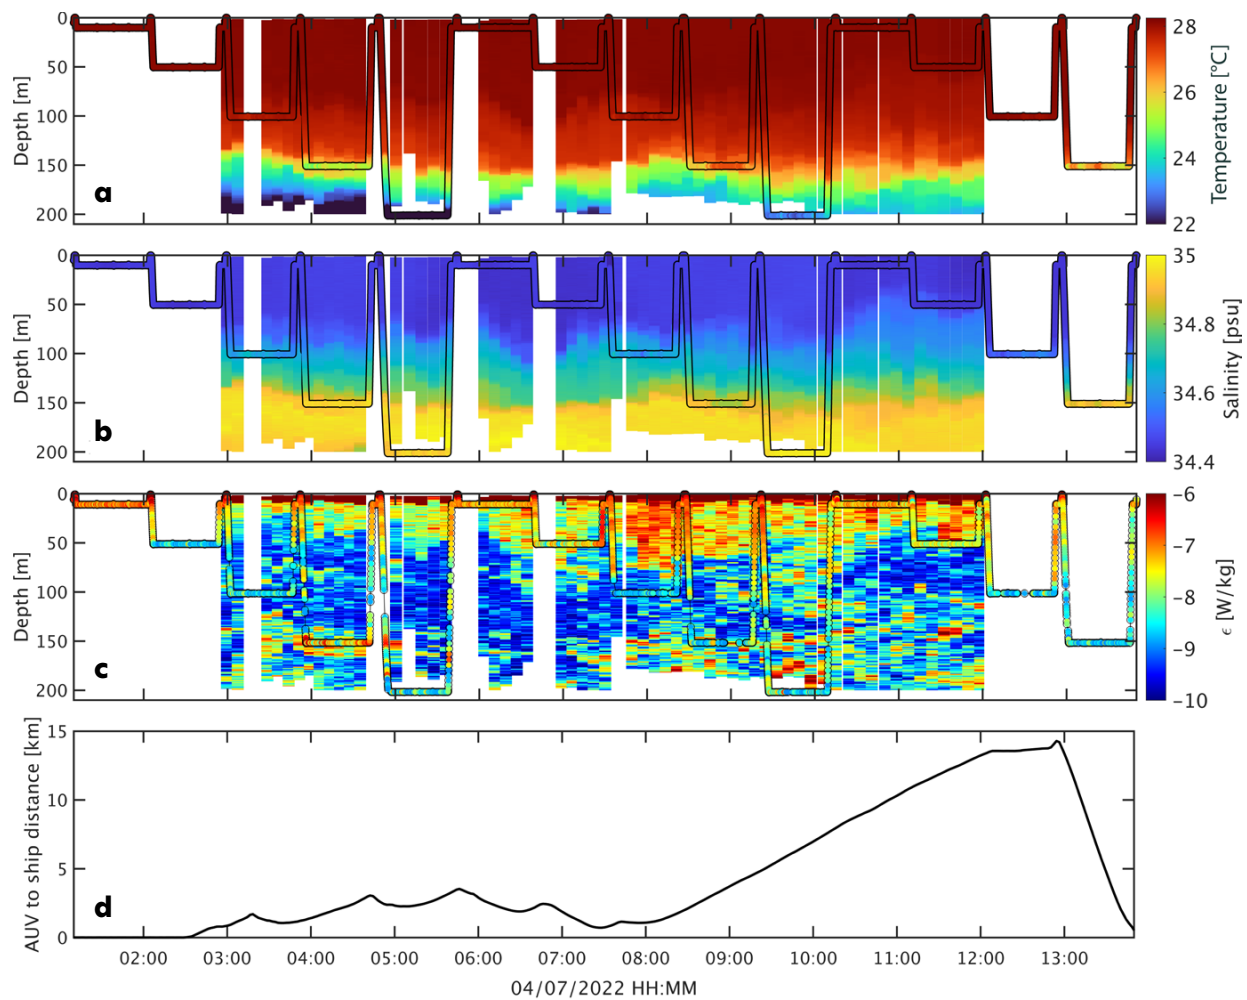 0
50
100
150
200
Depth [m]
a
28
26
24
22
Temperature [°C]
0
50
100
150
200
Depth [m]
b
35
34.8
34.6
34.4
Salinity [psu]
0
50
100
150
200
Depth [m]
c
−6
−7
−8
−9
−10
ϵ [W/kg]
15
10
5
0
AUV to ship distance [km]
d
02:00 03:00 04:00 05:00 06:00 07:00 08:00 09:00 10:00 11:00 12:00 13:00
04/07/2022 HH:MM